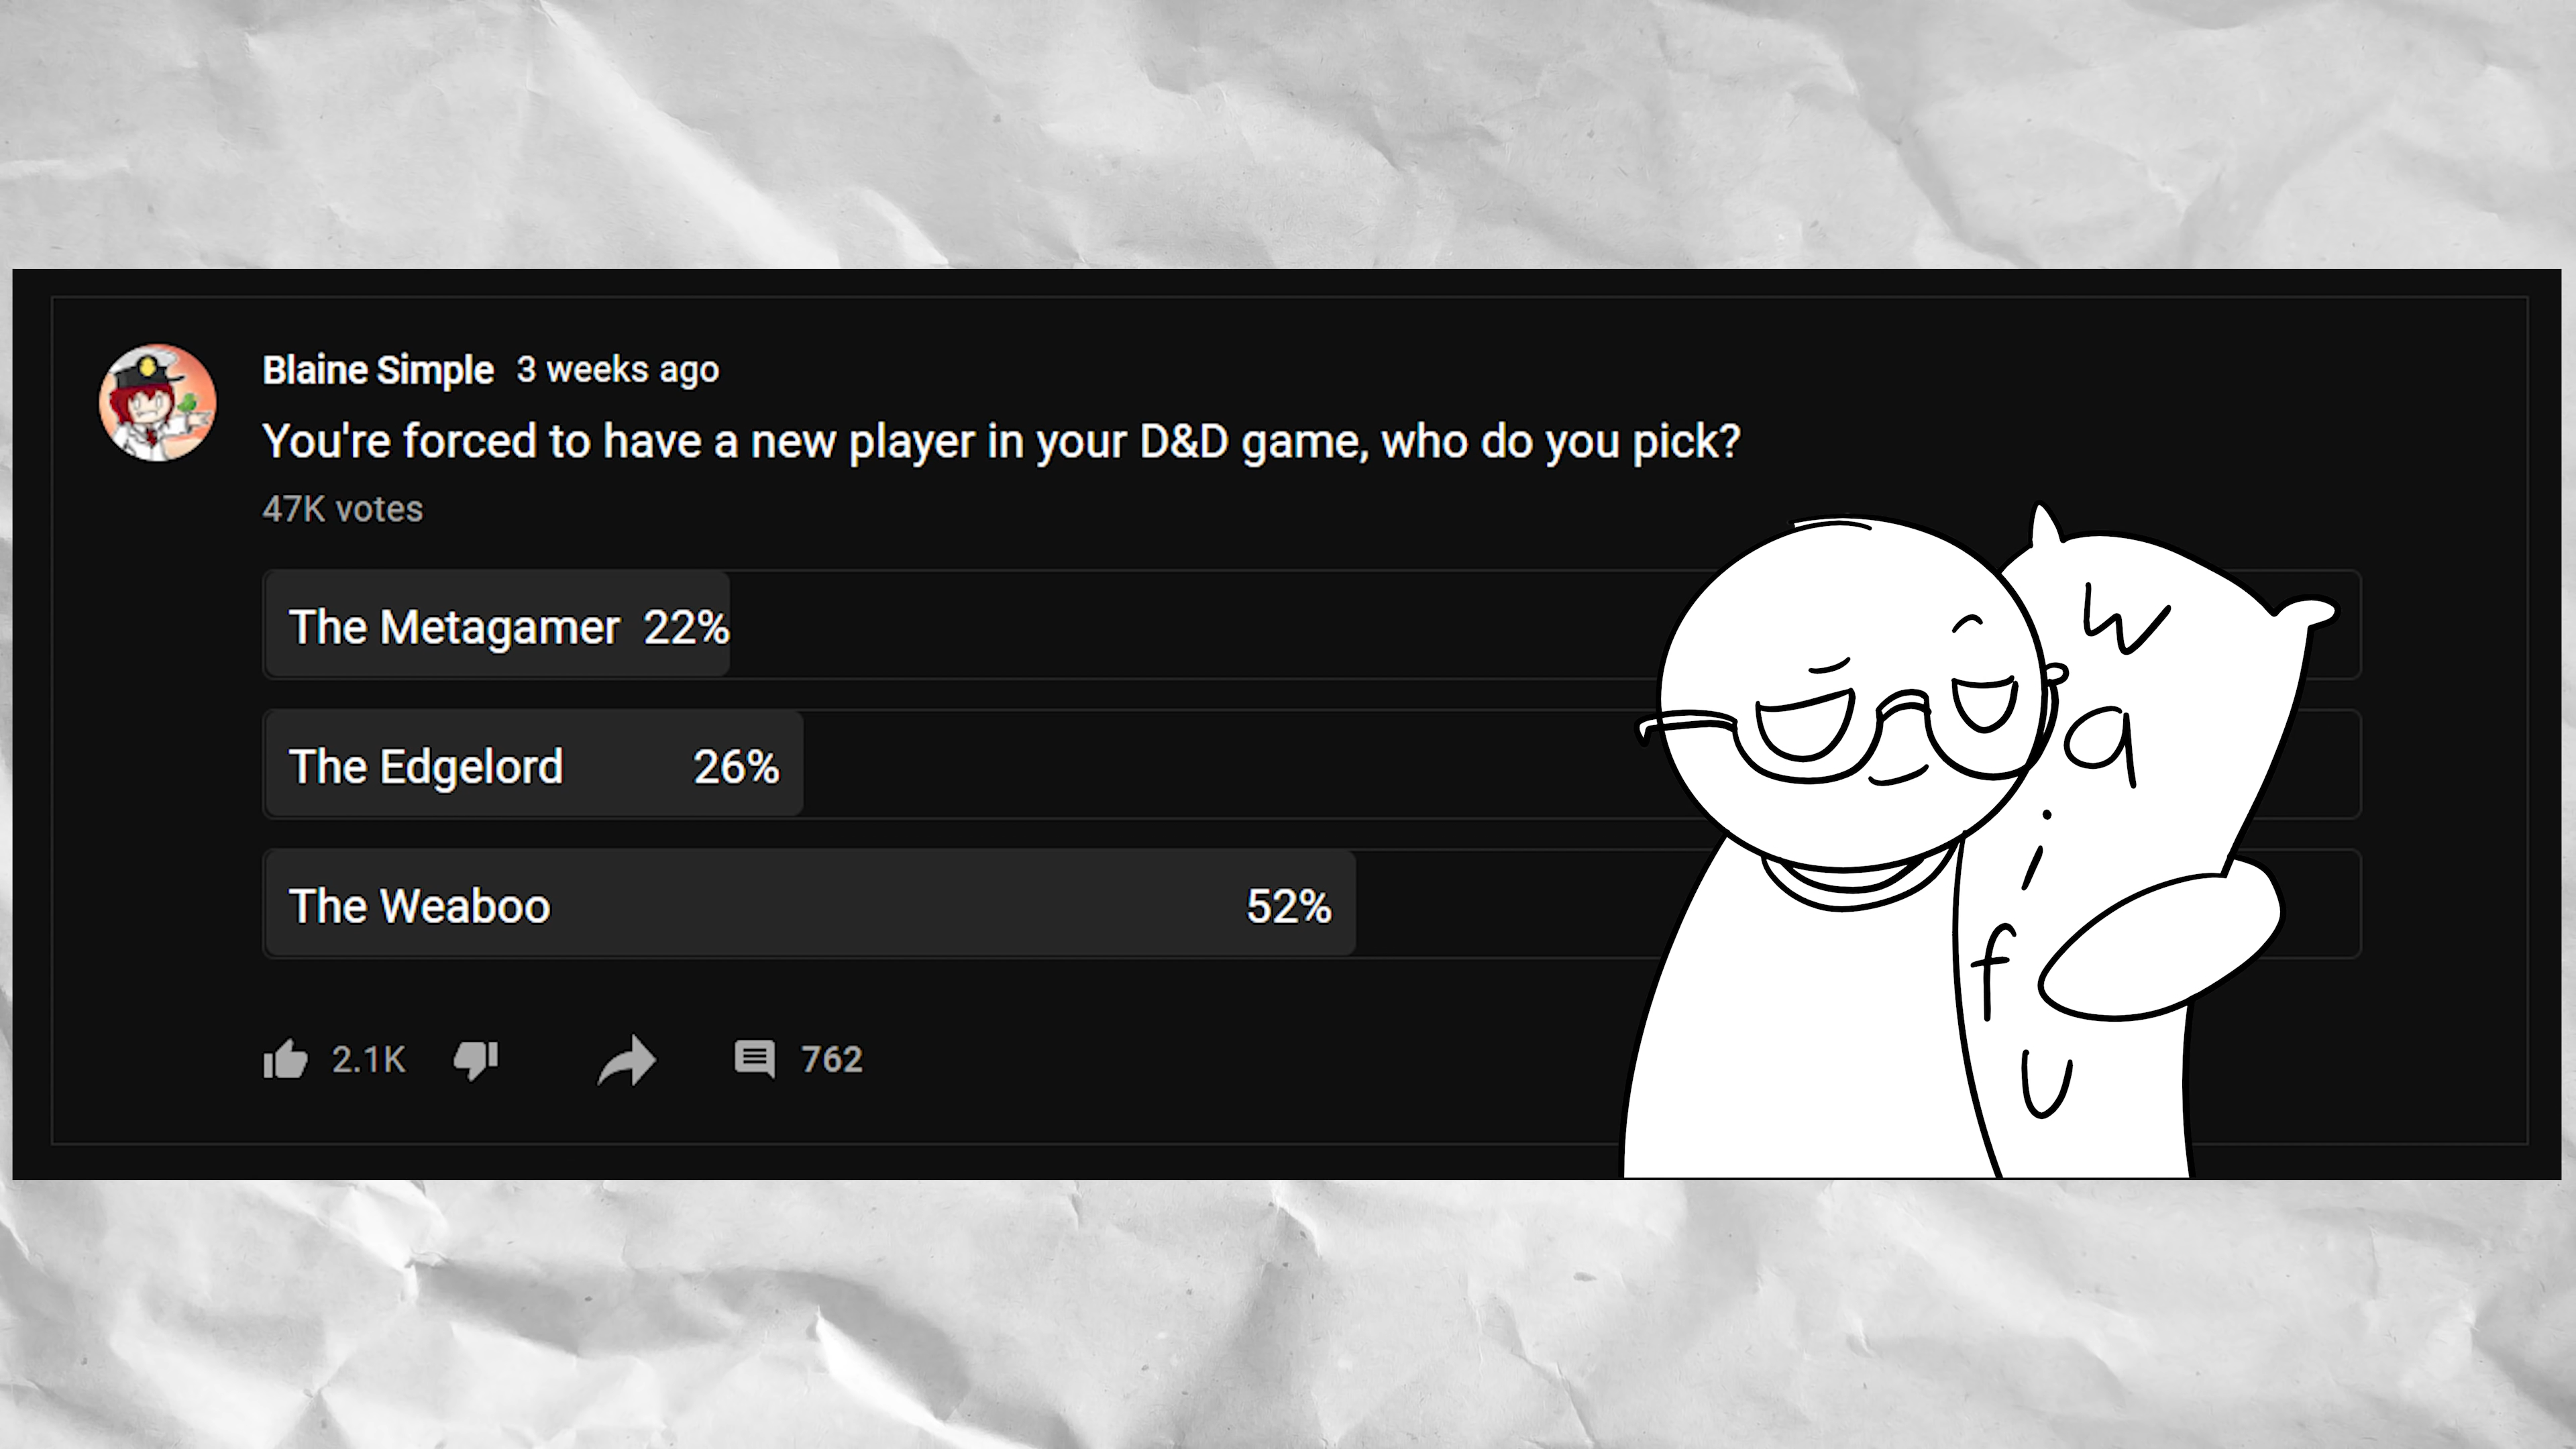 Blaine Simple 3 weeks ago
You're forced to have a new player in your D&D game, who do you pick?
47K votes
The Metagamer 22%
The Edgelord 26%
The Weaboo 52%
2.1K 762
w
a
i
f
u